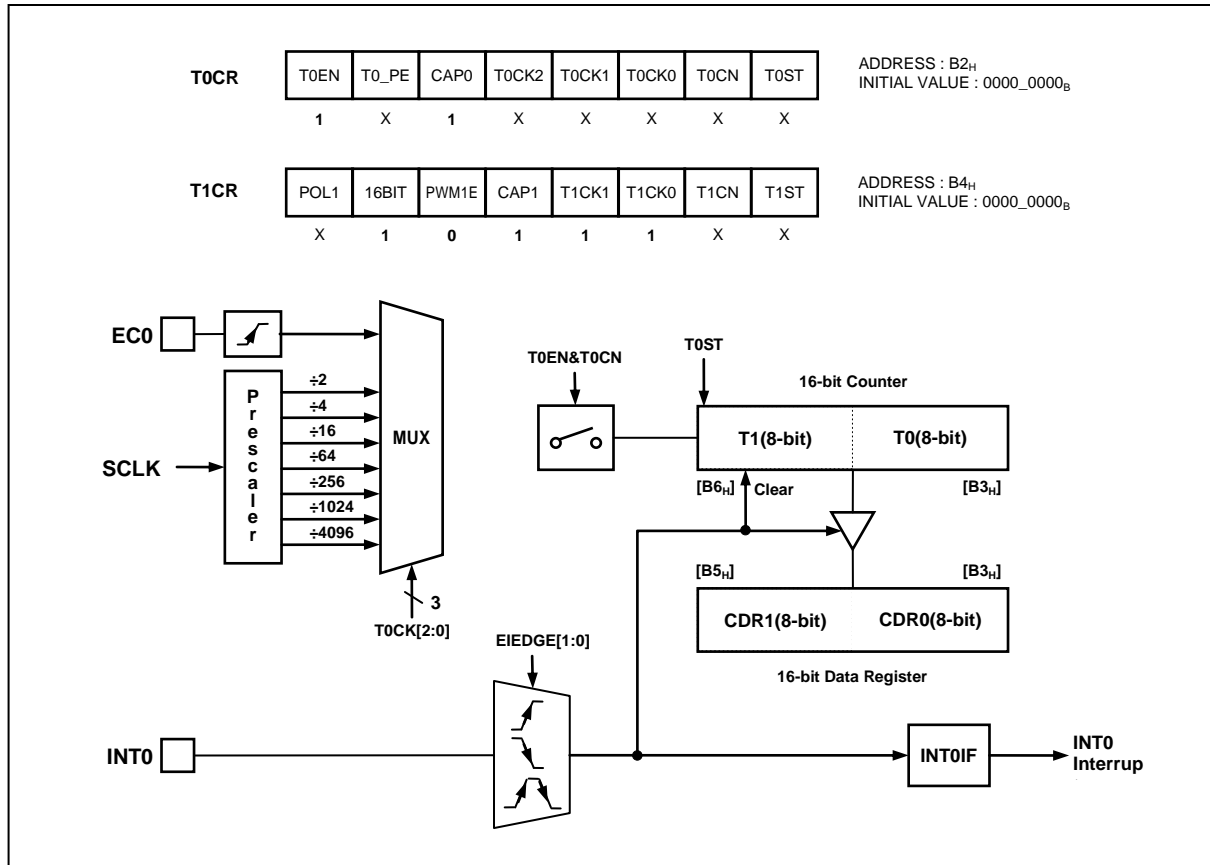 T0CR T0EN T0_PE CAP0 T0CK2 T0CK1 T0CK0 T0CN T0ST
ADDRESS : B2H
INITIAL VALUE : 0000_0000B
1 X 1 X X X X X
T1CR POL1 16BIT PWM1E CAP1 T1CK1 T1CK0 T1CN T1ST
ADDRESS : B4H
INITIAL VALUE : 0000_0000B
X 1 0 1 1 1 X X
EC0
SCLK
Prescaler
÷2
÷4
÷16
÷64
÷256
÷1024
÷4096
MUX
3
T0CK[2:0]
T0EN&T0CN
T0ST
16-bit Counter
T1(8-bit) T0(8-bit)
[B6H] Clear [B3H]
[B5H] [B3H]
CDR1(8-bit) CDR0(8-bit)
16-bit Data Register
EIEDGE[1:0]
INT0
INT0IF
INT0
Interrup